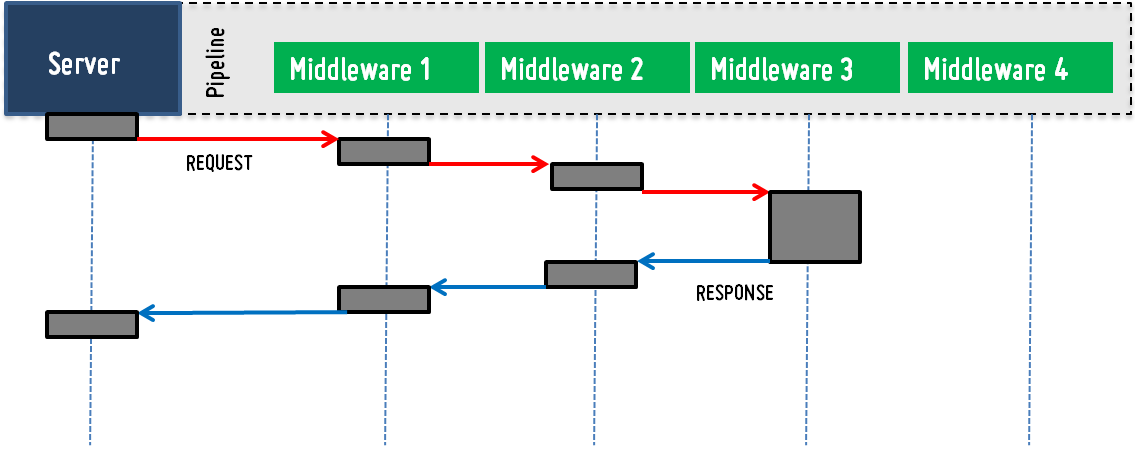 Server
Pipeline
Middleware 1
Middleware 2
Middleware 3
Middleware 4
REQUEST
RESPONSE